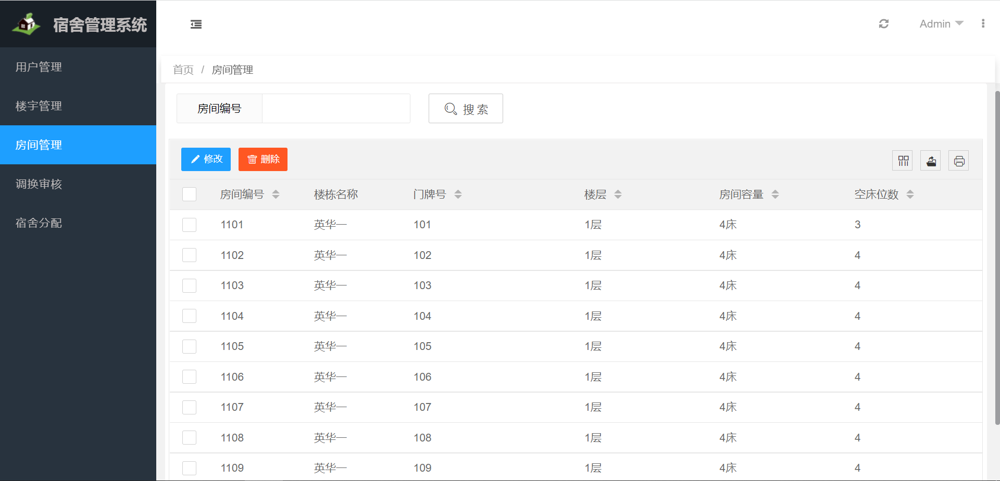 宿舍管理系统
Admin
用户管理
楼宇管理
房间管理
调换审核
宿舍分配
首页 / 房间管理
房间编号
搜 索
修改 删除
房间编号 楼栋名称 门牌号 楼层 房间容量 空床位数
1101 英华一 101 1层 4床 3
1102 英华一 102 1层 4床 4
1103 英华一 103 1层 4床 4
1104 英华一 104 1层 4床 4
1105 英华一 105 1层 4床 4
1106 英华一 106 1层 4床 4
1107 英华一 107 1层 4床 4
1108 英华一 108 1层 4床 4
1109 英华一 109 1层 4床 4